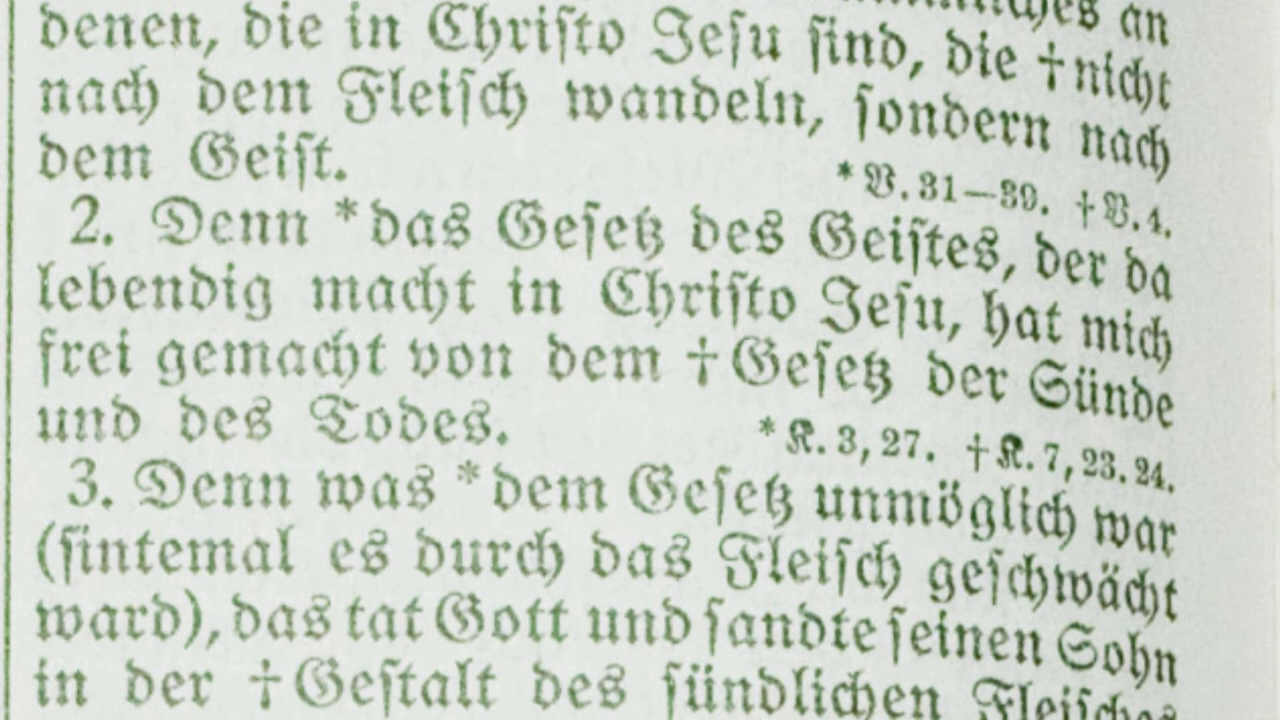 an
denen, die in Chriſto Jeſu ſind, die †nicht
nach dem Fleiſch wandeln, ſondern nach
dem Geiſt. *V. 31—39. †V. 4.
2. Denn *das Geſetz des Geiſtes, der da
lebendig macht in Chriſto Jeſu, hat mich
frei gemacht von dem †Geſetz der Sünde
und des Todes. *K. 3, 27. †K. 7, 23. 24.
3. Denn was *dem Geſetz unmöglich war
(ſintemal es durch das Fleiſch geſchwächt
ward), das tat Gott und ſandte ſeinen Sohn
in der †Geſtalt des ſündlichen Fleiſches